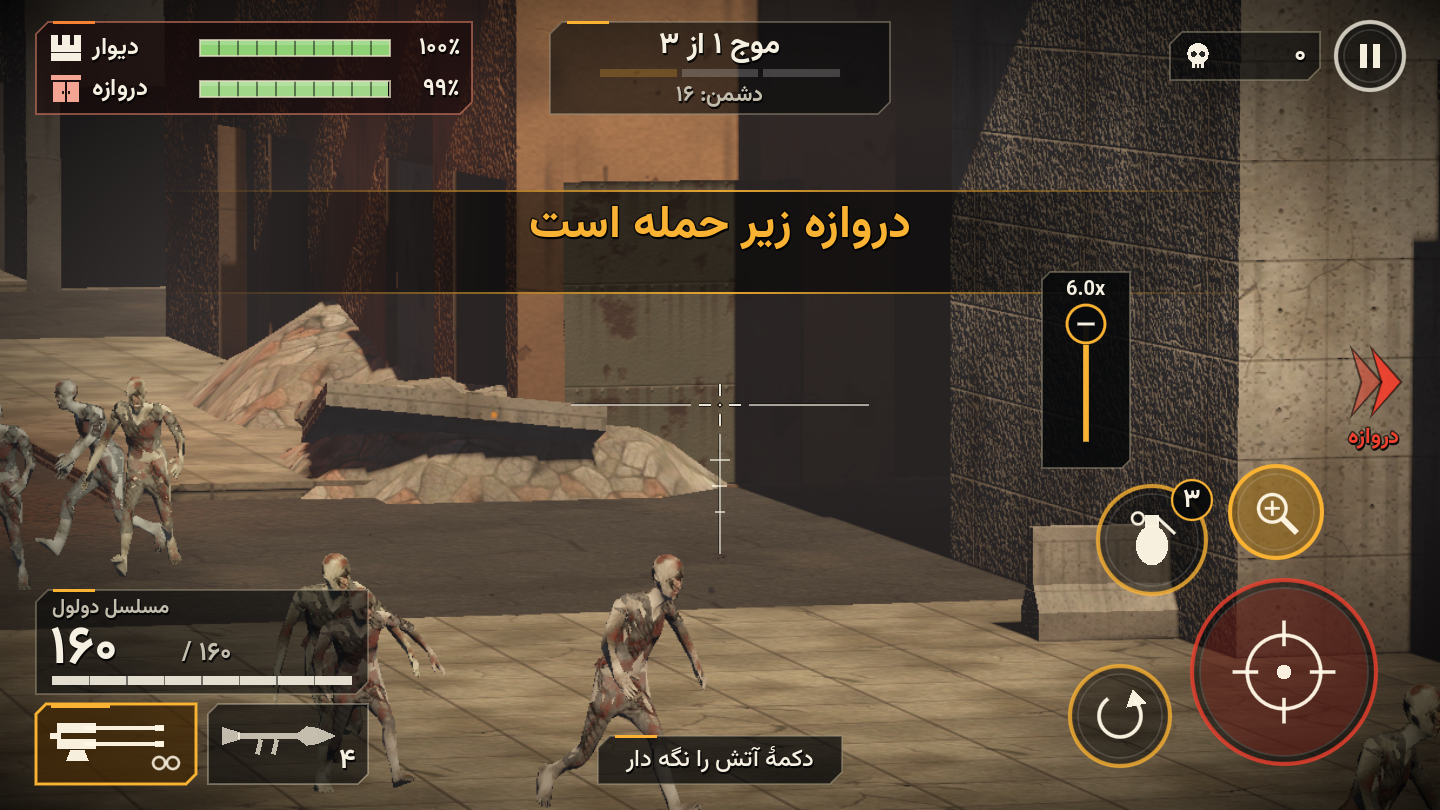 دیوار ۱۰۰٪
دروازه ۹۹٪
موج ۱ از ۳
دشمن: ۱۶
۰
دروازه زیر حمله است
6.0x
دروازه
۳
مسلسل دولول
۱۶۰ / ۱۶۰
∞
۴
دکمهٔ آتش را نگه دار